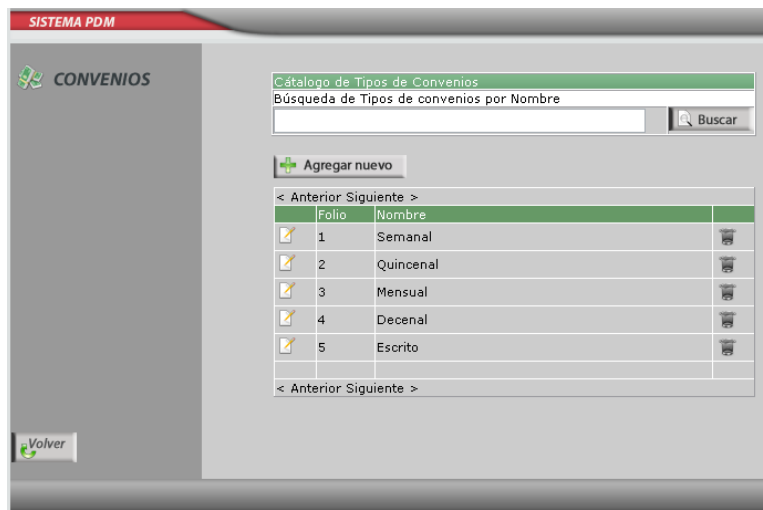 SISTEMA PDM
CONVENIOS
Cátalogo de Tipos de Convenios
Búsqueda de Tipos de convenios por Nombre
Buscar
Agregar nuevo
< Anterior Siguiente >
Folio Nombre
1 Semanal
2 Quincenal
3 Mensual
4 Decenal
5 Escrito
< Anterior Siguiente >
Volver